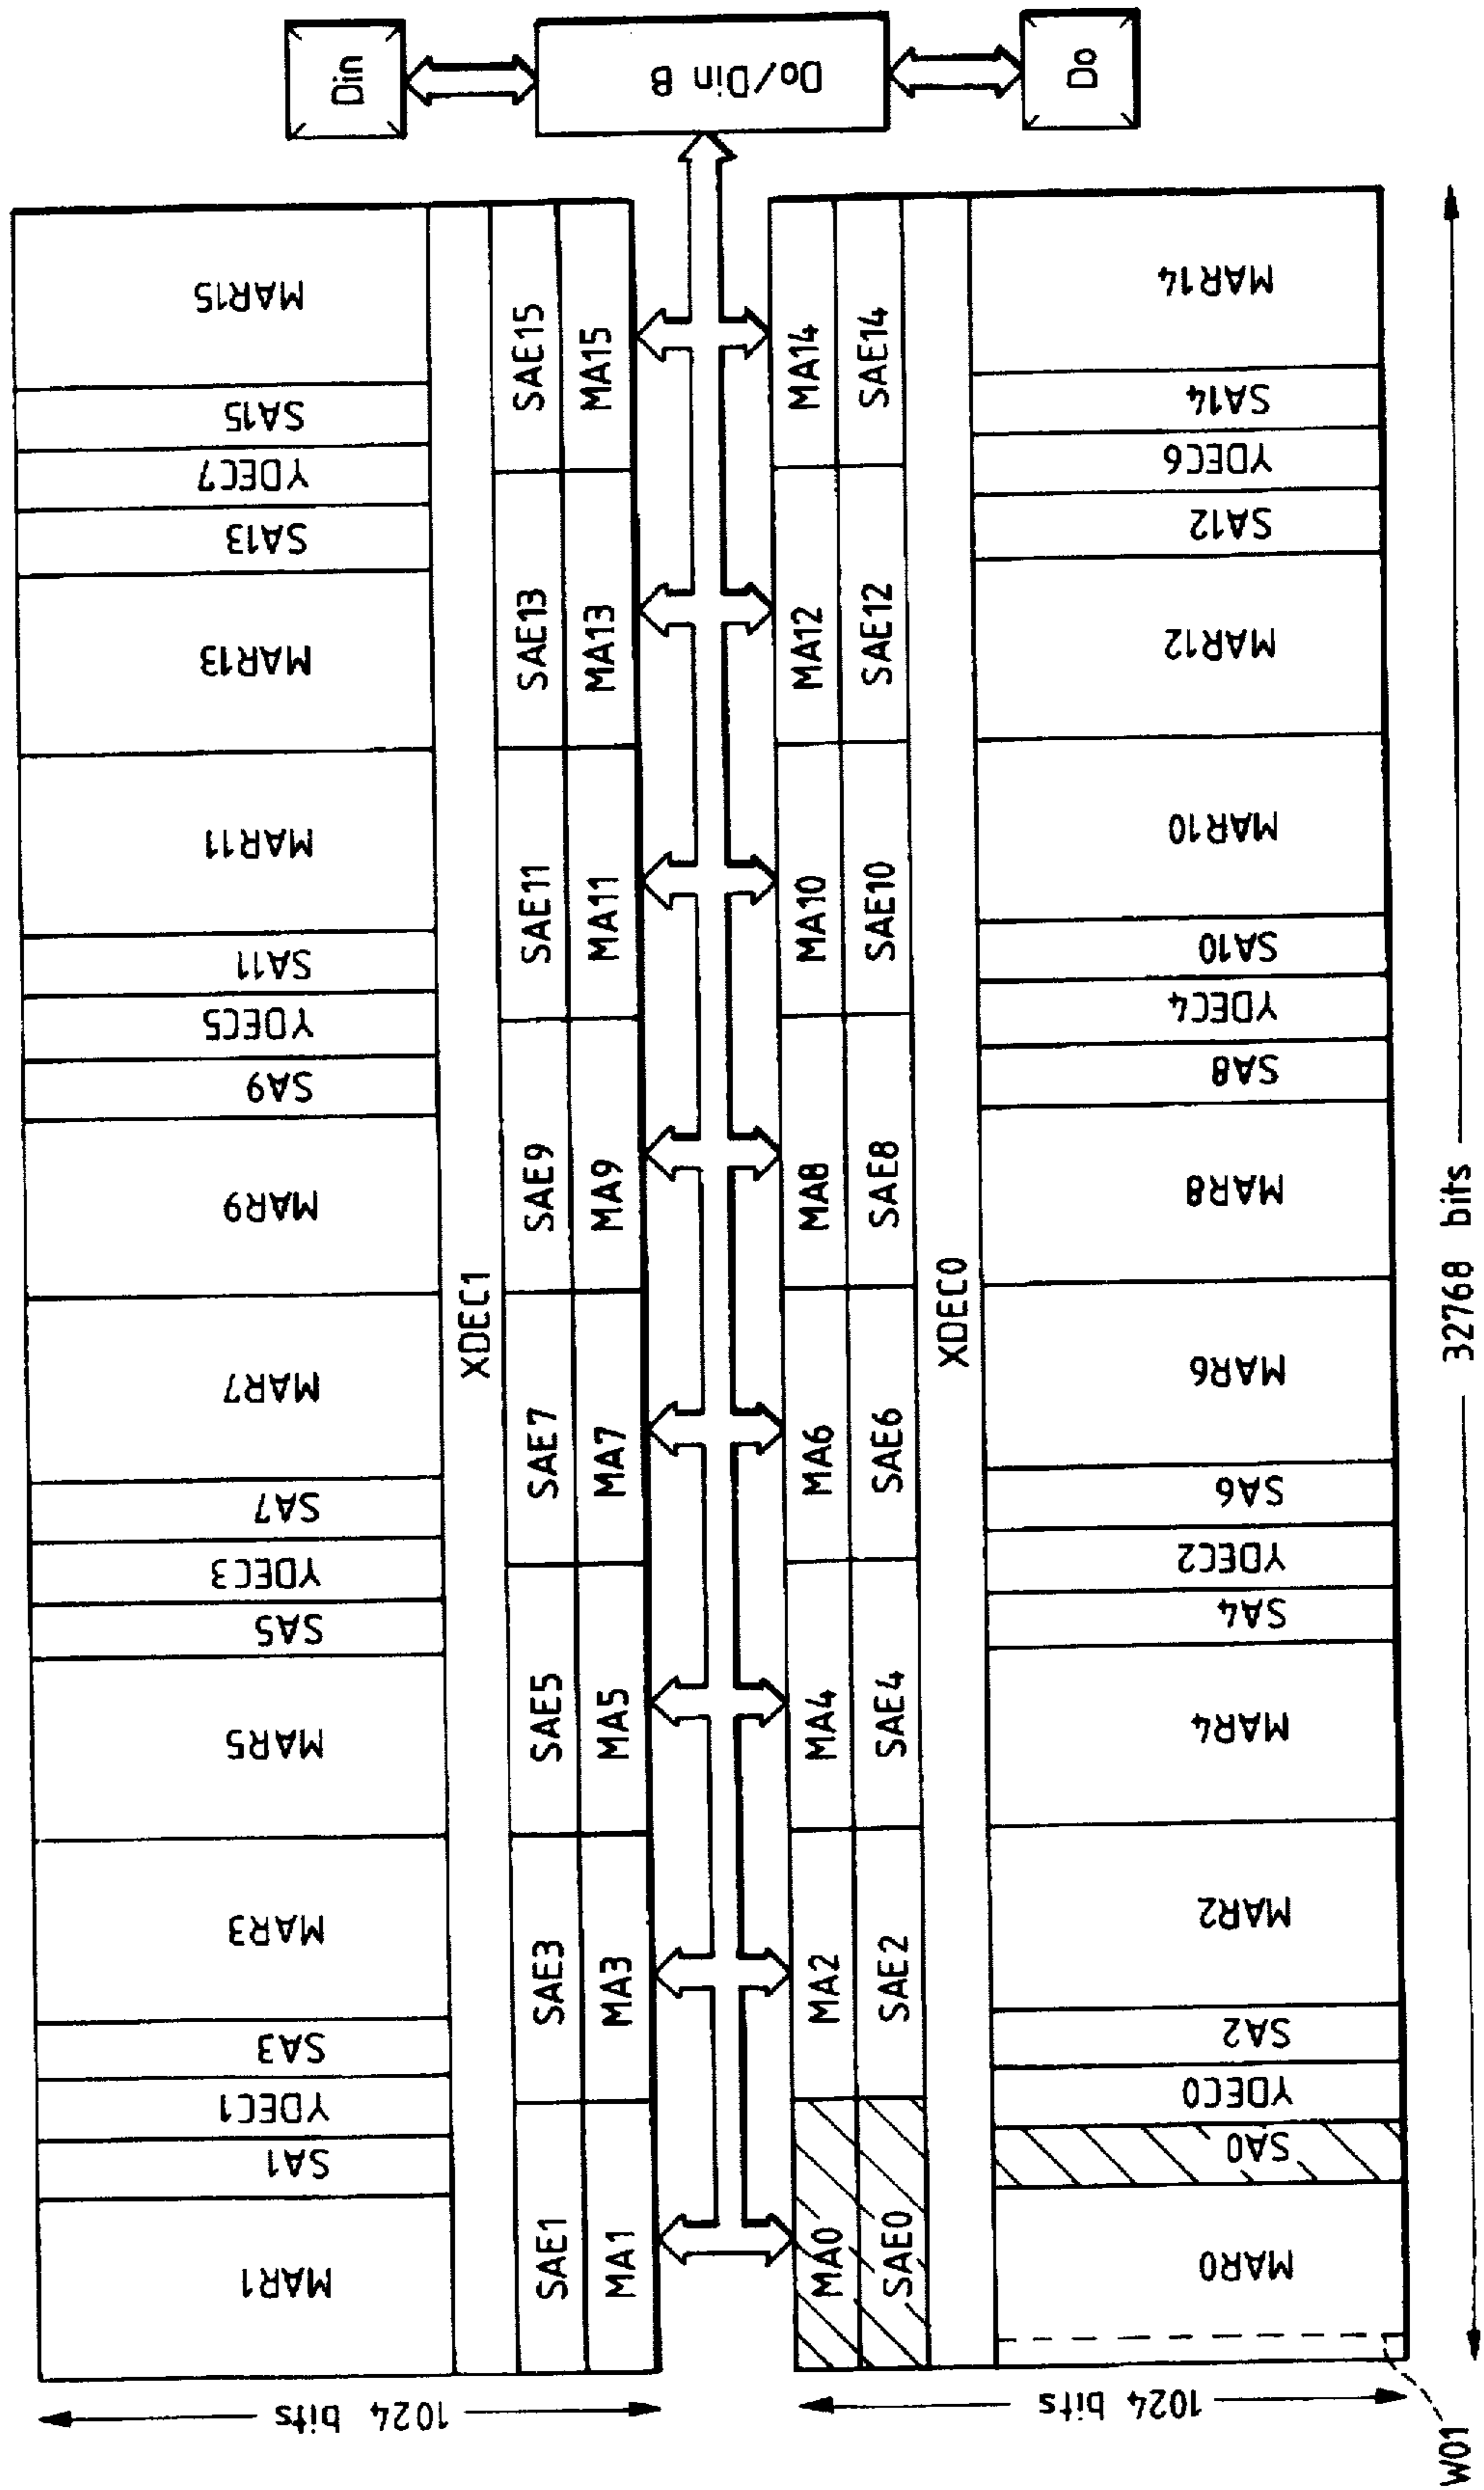 Din
Do/Din B
Do
MAR15
SA15
YDEC7
SA13
MAR13
MAR11
SA11
YDEC5
SA9
MAR9
MAR7
SA7
YDEC3
SA5
MAR5
MAR3
SA3
YDEC1
SA1
MAR1
XDEC1
SAE15
SAE13
SAE11
SAE9
SAE7
SAE5
SAE3
SAE1
MA15
MA13
MA11
MA9
MA7
MA5
MA3
MA1
MA14
MA12
MA10
MA8
MA6
MA4
MA2
MA0
SAE14
SAE12
SAE10
SAE8
SAE6
SAE4
SAE2
SAE0
XDEC0
MAR14
SA14
YDEC6
SA12
MAR12
MAR10
SA10
YDEC4
SA8
MAR8
MAR6
SA6
YDEC2
SA4
MAR4
MAR2
SA2
YDEC0
SA0
MAR0
32768 bits
1024 bits
1024 bits
W01